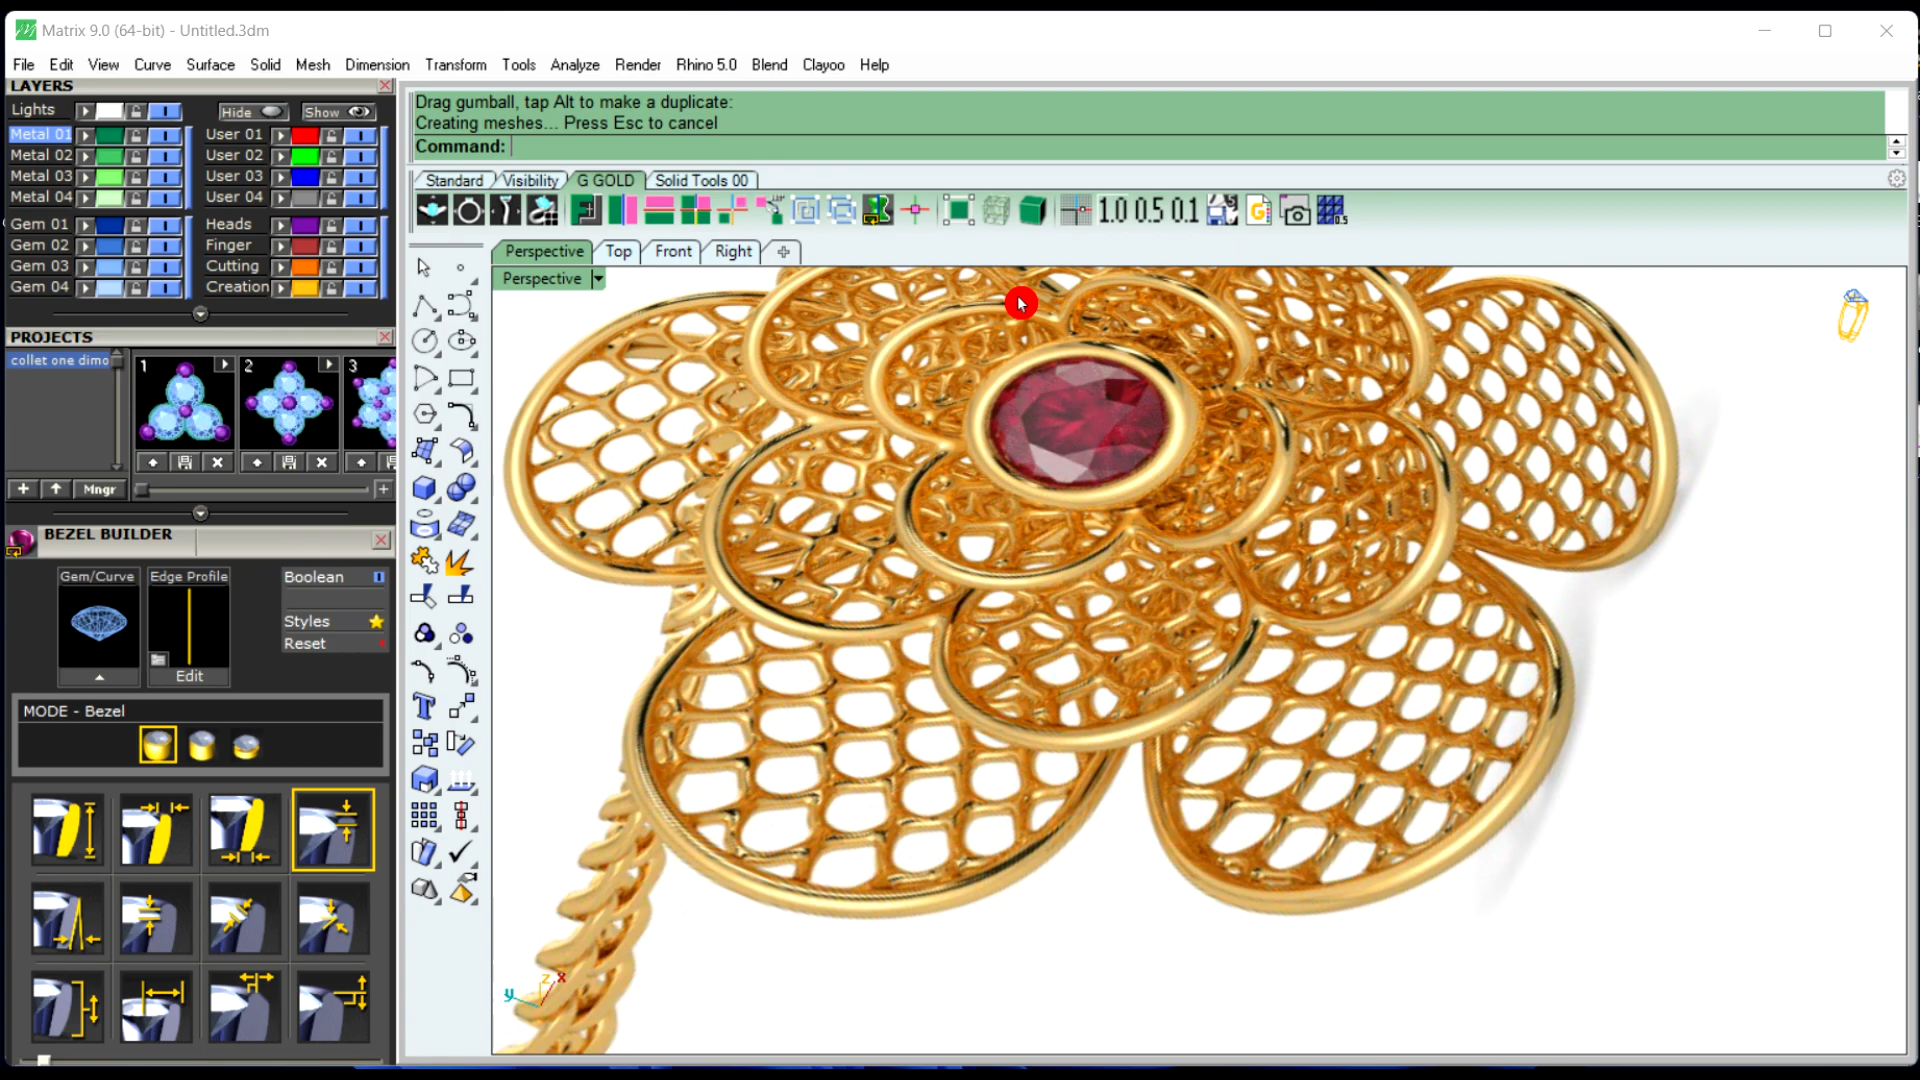 Matrix 9.0 (64-bit) - Untitled.3dm
File Edit View Curve Surface Solid Mesh Dimension Transform Tools Analyze Render Rhino 5.0 Blend Clayoo Help
LAYERS
Lights Hide Show
Metal 01 User 01
Metal 02 User 02
Metal 03 User 03
Metal 04 User 04
Gem 01 Heads
Gem 02 Finger
Gem 03 Cutting
Gem 04 Creation
PROJECTS
collet one dimo
1 2 3
Mngr
BEZEL BUILDER
Gem/Curve Edge Profile Boolean
Styles
Reset
Edit
MODE - Bezel
Drag gumball, tap Alt to make a duplicate:
Creating meshes... Press Esc to cancel
Command:
Standard Visibility G GOLD Solid Tools 00
1.0 0.5 0.1 G 0.5
Perspective Top Front Right
Perspective
z x
y